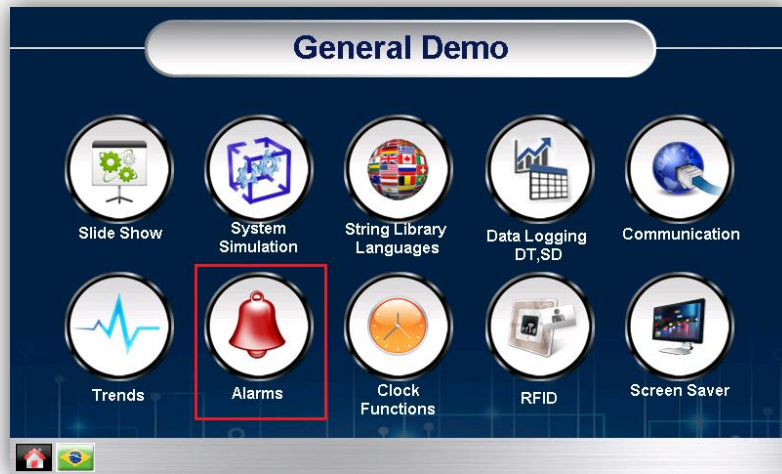 General Demo
Slide Show
System
Simulation
String Library
Languages
Data Logging
DT,SD
Communication
Trends
Alarms
Clock
Functions
RFID
Screen Saver